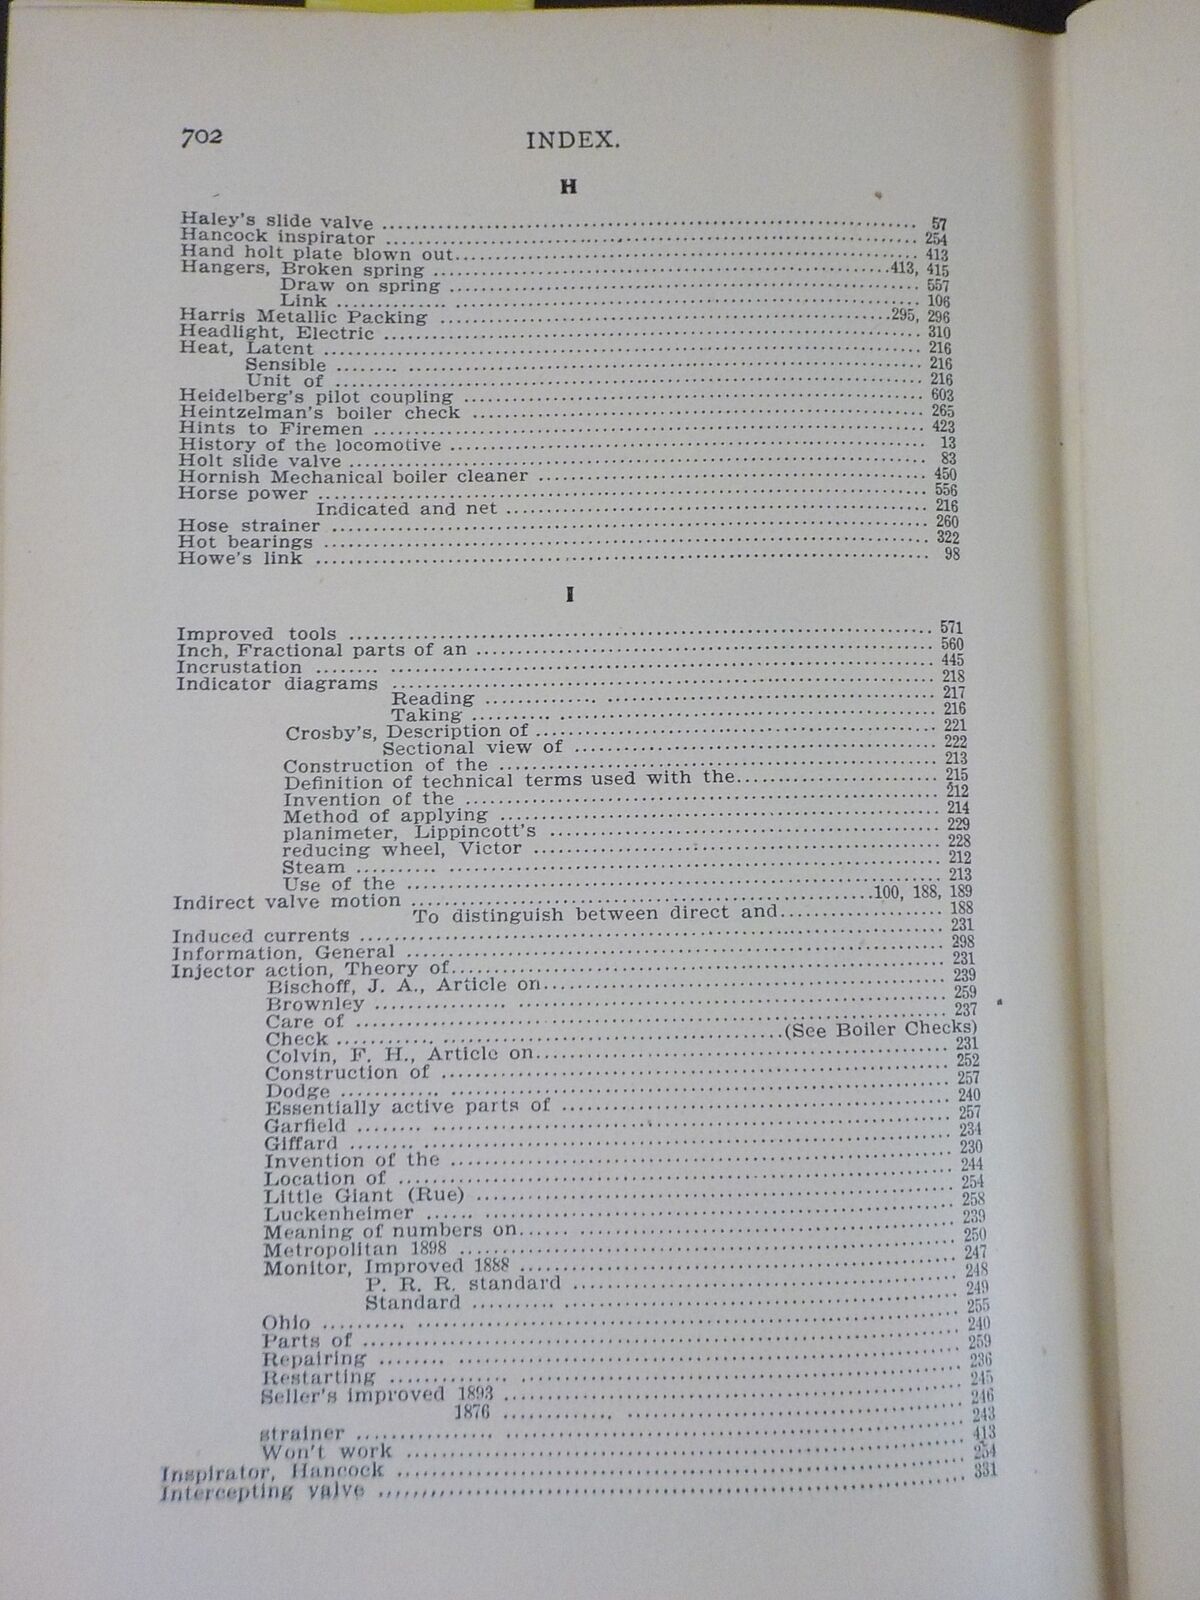 702 INDEX.
H
Haley's slide valve ........ 57
Hancock inspirator ........ 254
Hand holt plate blown out........ 413
Hangers, Broken spring ........413, 415
Draw on spring ........ 557
Link ........ 106
Harris Metallic Packing ........295, 296
Headlight, Electric ........ 310
Heat, Latent ........ 216
Sensible ........ 216
Unit of ........ 216
Heidelberg's pilot coupling ........ 603
Heintzelman's boiler check ........ 265
Hints to Firemen ........ 423
History of the locomotive ........ 13
Holt slide valve ........ 83
Hornish Mechanical boiler cleaner ........ 450
Horse power ........ 556
Indicated and net ........ 216
Hose strainer ........ 260
Hot bearings ........ 322
Howe's link ........ 98
I
Improved tools ........ 571
Inch, Fractional parts of an ........ 560
Incrustation ........ 445
Indicator diagrams ........ 218
Reading ........ 217
Taking ........ 216
Crosby's, Description of ........ 221
Sectional view of ........ 222
Construction of the ........ 213
Definition of technical terms used with the........ 215
Invention of the ........ 212
Method of applying ........ 214
planimeter, Lippincott's ........ 229
reducing wheel, Victor ........ 228
Steam ........ 212
Use of the ........ 213
Indirect valve motion ........100, 188, 189
To distinguish between direct and........ 188
Induced currents ........ 231
Information, General ........ 298
Injector action, Theory of........ 231
Bischoff, J. A., Article on........ 239
Brownley ........ 259
Care of ........ 237
Check ........(See Boiler Checks)
Colvin, F. H., Article on........ 231
Construction of ........ 252
Dodge ........ 257
Essentially active parts of ........ 240
Garfield ........ 257
Giffard ........ 234
Invention of the ........ 230
Location of ........ 244
Little Giant (Rue) ........ 254
Luckenheimer ........ 258
Meaning of numbers on........ 239
Metropolitan 1898 ........ 250
Monitor, Improved 1888 ........ 247
P. R. R. standard ........ 248
Standard ........ 249
Ohio ........ 255
Parts of ........ 240
Repairing ........ 259
Restarting ........ 236
Seller's improved 1893 ........ 245
1876 ........ 246
strainer ........ 243
Won't work ........ 413
Inspirator, Hancock ........ 254
Intercepting valve ........ 331